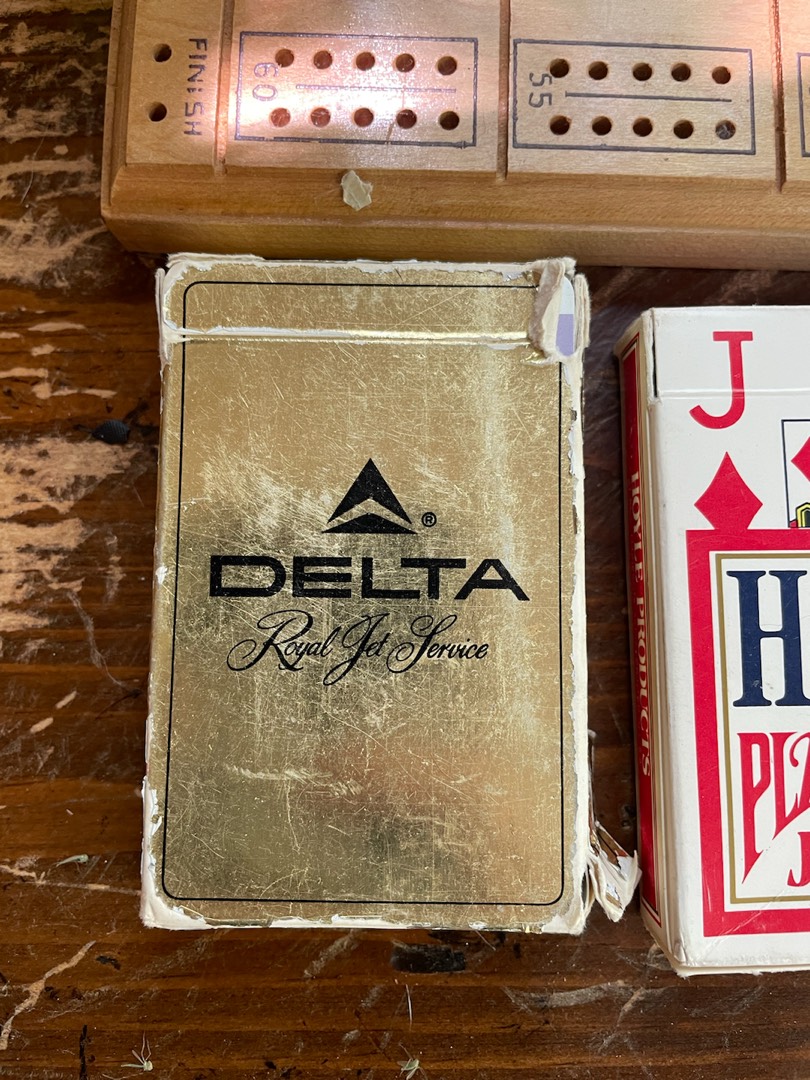 FINISH
60
55
DELTA
®
Royal Jet Service
J
HOYLE PRODUCTS
H